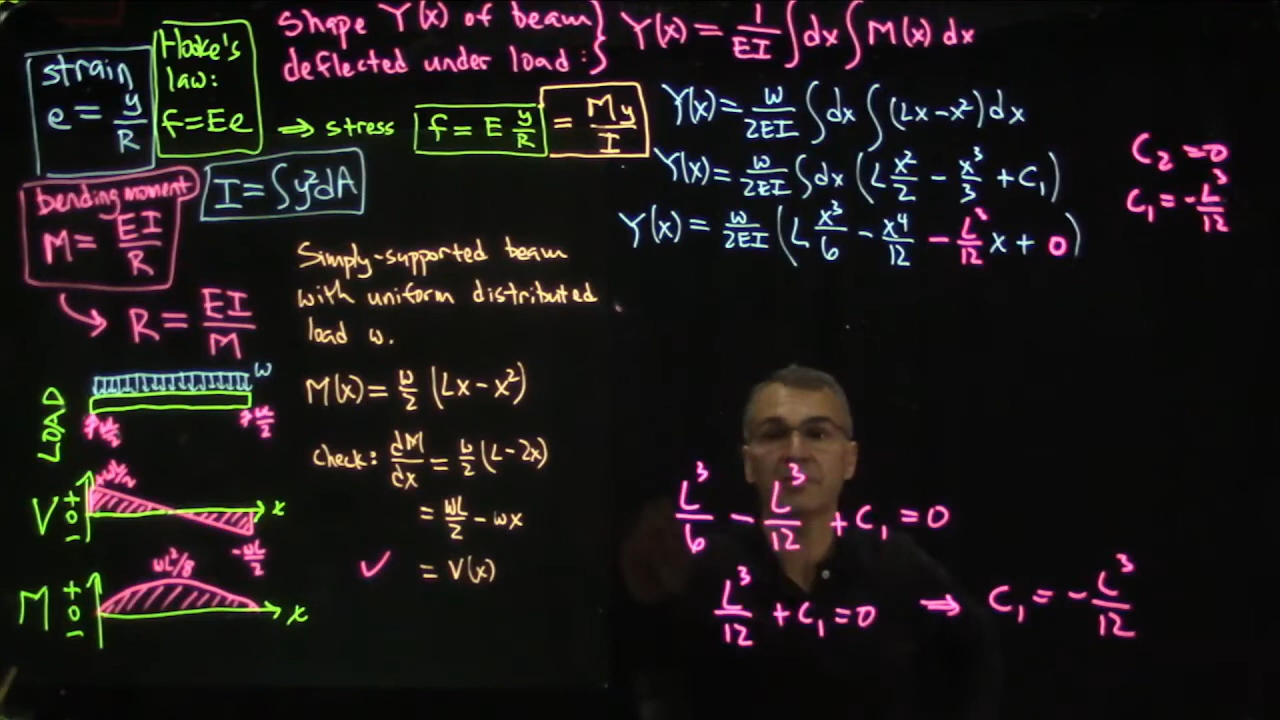 strain
e = y/R
Hooke's
law:
f = Ee
shape Y(x) of beam
deflected under load :}
Y(x) = 1/EI ∫dx ∫M(x) dx
⇒ stress f = E y/R = My/I
bending moment
M = EI/R
I = ∫y²dA
→ R = EI/M
Simply-supported beam
with uniform distributed
load w.
M(x) = w/2 (Lx - x²)
check: dM/dx = w/2 (L - 2x)
= wL/2 - wx
✓ = V(x)
LOAD
w
↑wL/2
↑wL/2
V + 0 -
+wL/2
x
-wL/2
M + 0 -
wL²/8
x
Y(x) = w/2EI ∫dx ∫(Lx - x²) dx
Y(x) = w/2EI ∫dx (L x²/2 - x³/3 + C₁)
Y(x) = w/2EI (L x³/6 - x⁴/12 - L³/12 x + 0)
C₂ = 0
C₁ = - L³/12
L³/6 - L³/12 + C₁ = 0
L³/12 + C₁ = 0 ⇒ C₁ = - L³/12